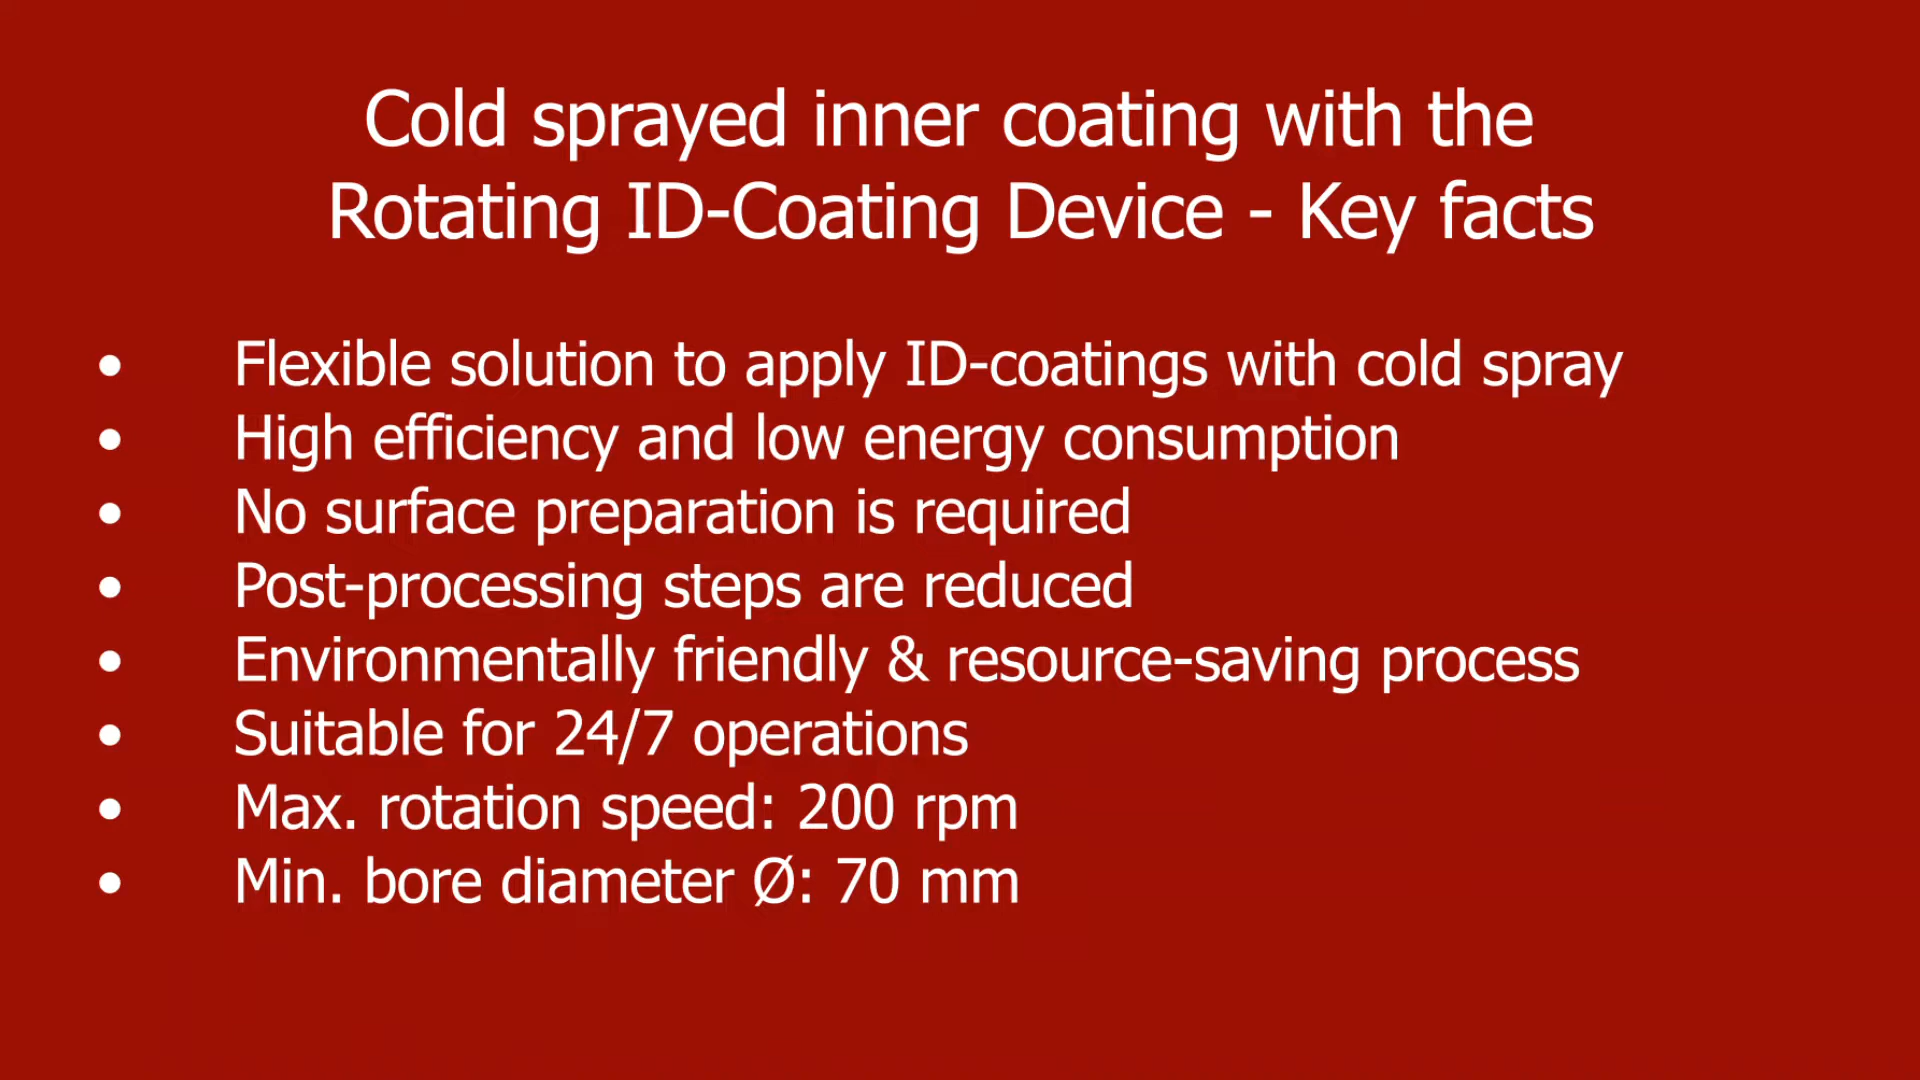 Cold sprayed inner coating with the
Rotating ID-Coating Device - Key facts
• Flexible solution to apply ID-coatings with cold spray
• High efficiency and low energy consumption
• No surface preparation is required
• Post-processing steps are reduced
• Environmentally friendly & resource-saving process
• Suitable for 24/7 operations
• Max. rotation speed: 200 rpm
• Min. bore diameter Ø: 70 mm